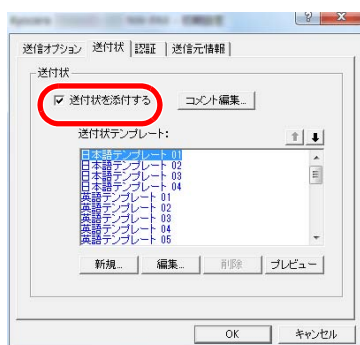 送信オプション 送付状 認証 送信元情報
送付状
送付状を添付する コメント編集...
送付状テンプレート:
日本語テンプレート 01
日本語テンプレート 02
日本語テンプレート 03
日本語テンプレート 04
英語テンプレート 01
英語テンプレート 02
英語テンプレート 03
英語テンプレート 04
英語テンプレート 05
新規... 編集... 削除 プレビュー
OK キャンセル